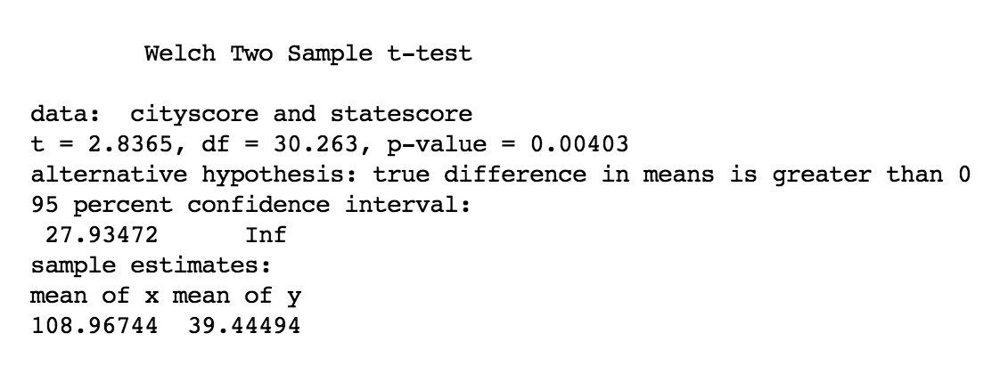 Welch Two Sample t-test
data:  cityscore and statescore
t = 2.8365, df = 30.263, p-value = 0.00403
alternative hypothesis: true difference in means is greater than 0
95 percent confidence interval:
 27.93472      Inf
sample estimates:
mean of x mean of y
108.96744  39.44494